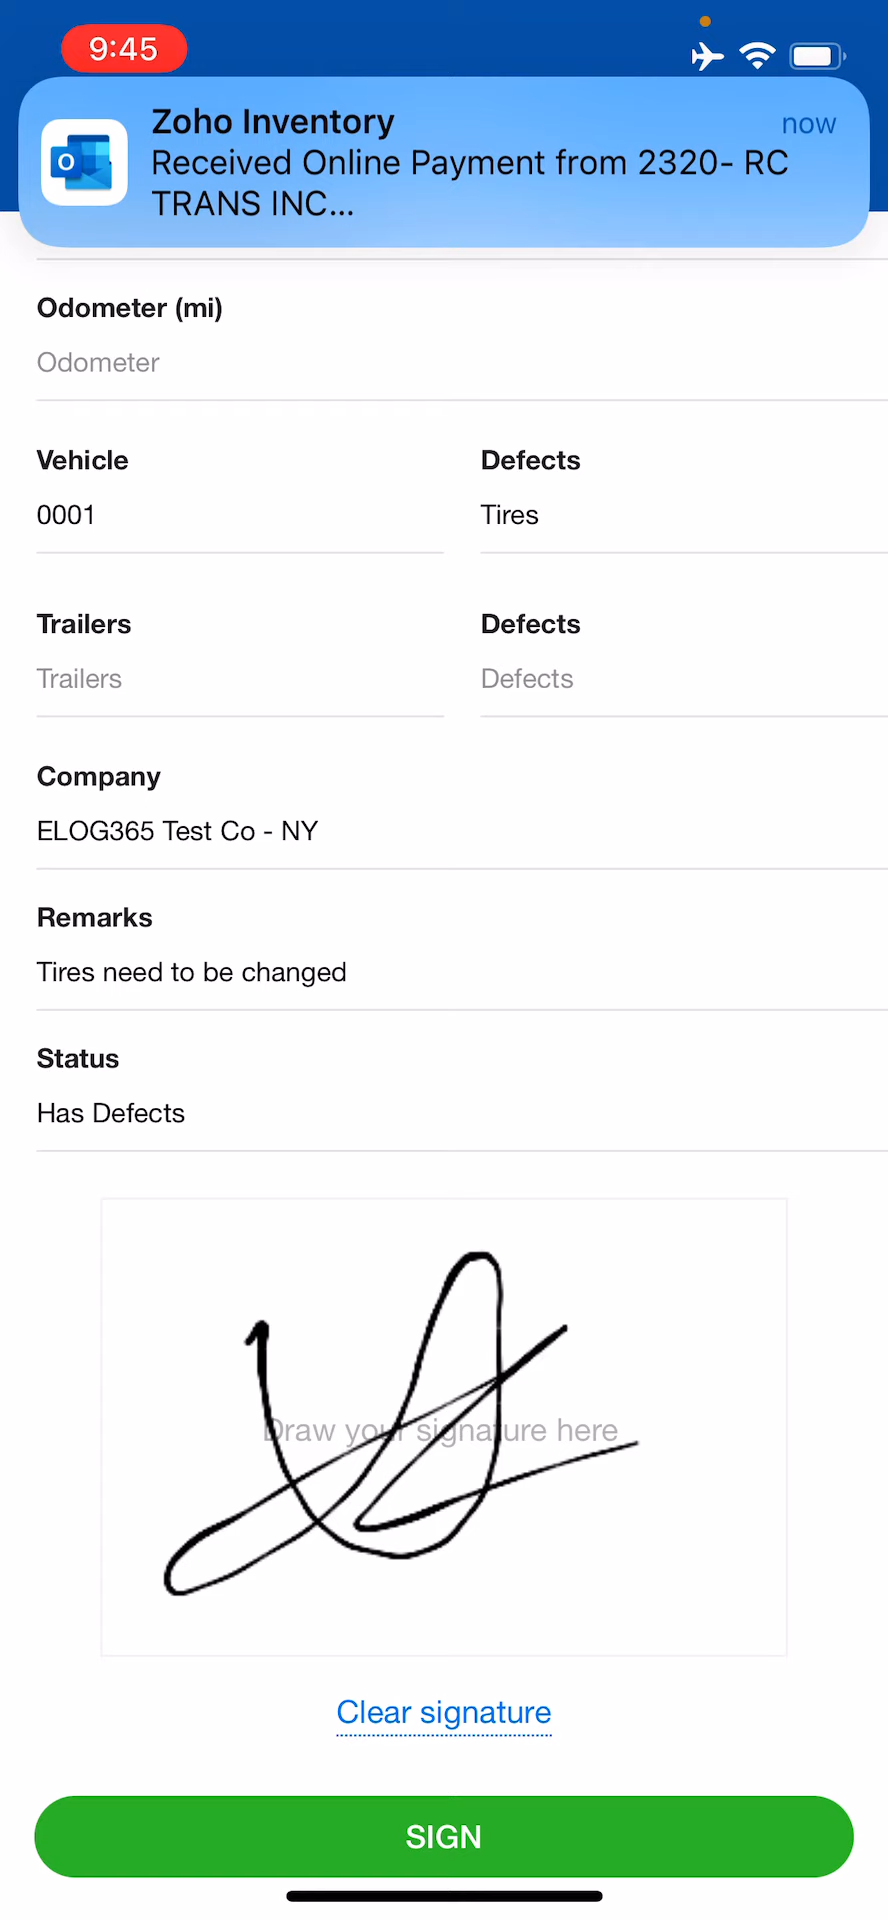 9:45
Zoho Inventory
now
Received Online Payment from 2320- RC
TRANS INC...
Odometer (mi)
Odometer
Vehicle
Defects
0001
Tires
Trailers
Defects
Trailers
Defects
Company
ELOG365 Test Co - NY
Remarks
Tires need to be changed
Status
Has Defects
Draw your signature here
Clear signature
SIGN